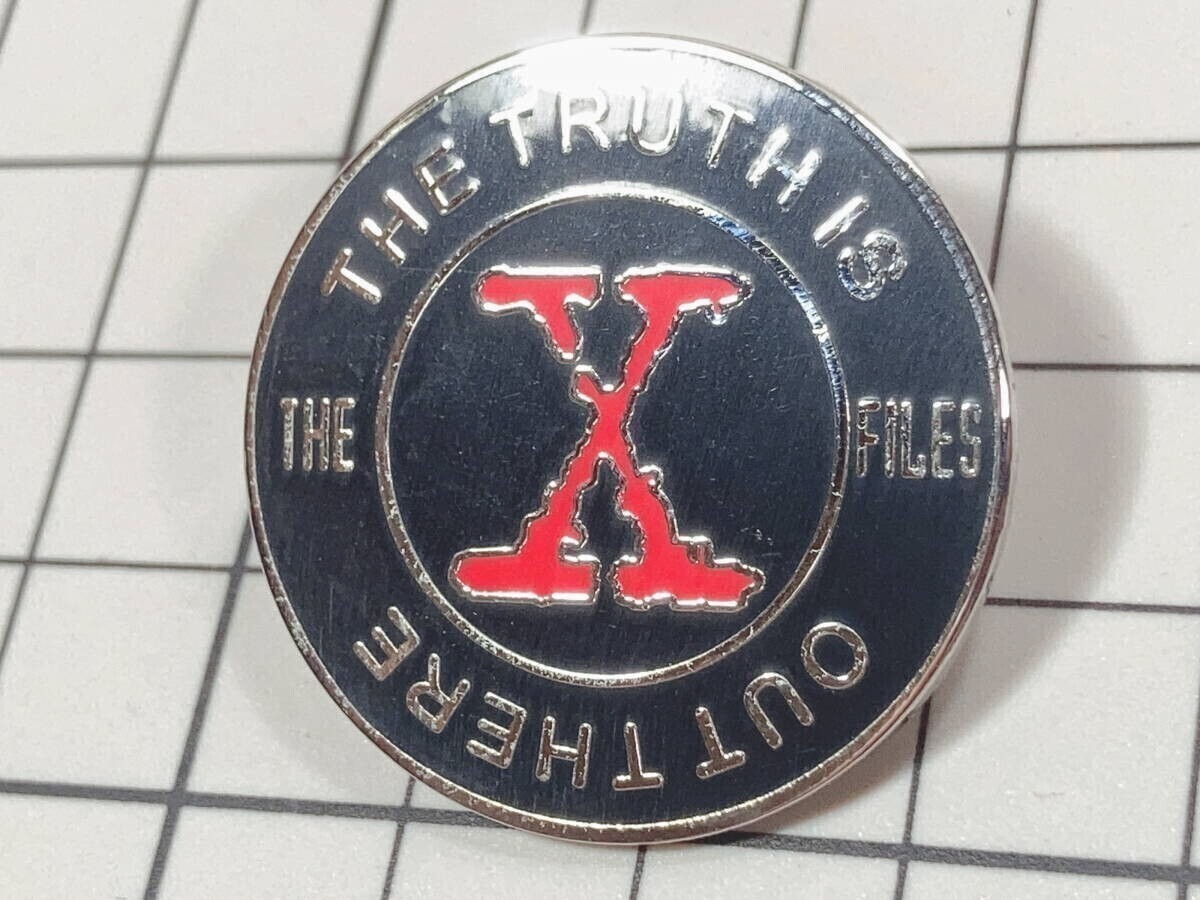 THE TRUTH IS
THE X FILES
OUT THERE